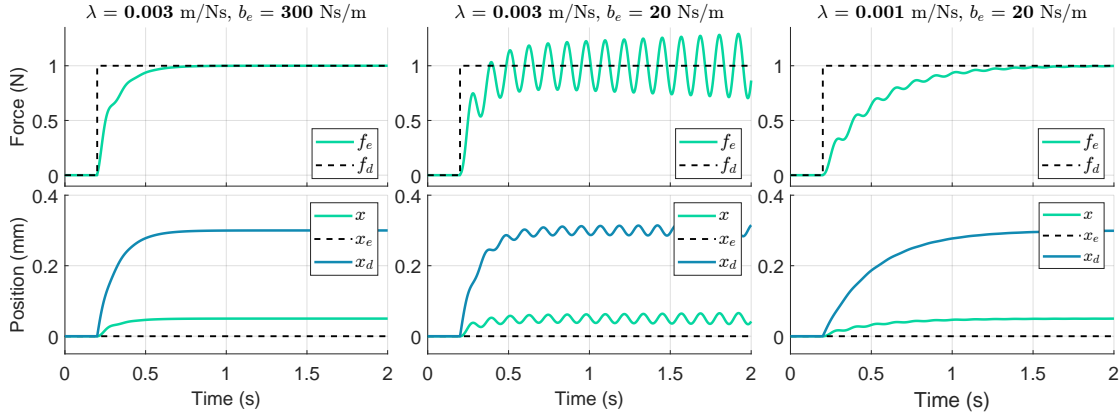 λ = 0.003 m/Ns, b_e = 300 Ns/m
λ = 0.003 m/Ns, b_e = 20 Ns/m
λ = 0.001 m/Ns, b_e = 20 Ns/m
Force (N)
1
0.5
0
f_e
f_d
1
0.5
0
f_e
f_d
1
0.5
0
f_e
f_d
Position (mm)
0.4
0.2
0
x
x_e
x_d
0.4
0.2
0
x
x_e
x_d
0.4
0.2
0
x
x_e
x_d
0 0.5 1 1.5 2
0 0.5 1 1.5 2
0 0.5 1 1.5 2
Time (s)
Time (s)
Time (s)